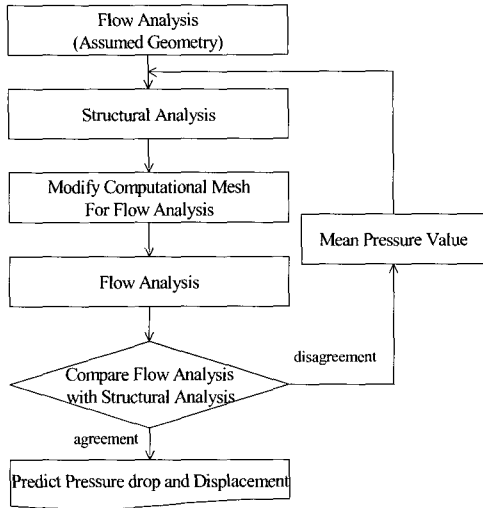 Flow Analysis
(Assumed Geometry)
Structural Analysis
Modify Computational Mesh
For Flow Analysis
Mean Pressure Value
Flow Analysis
disagreement
Compare Flow Analysis
with Structural Analysis
agreement
Predict Pressure drop and Displacement